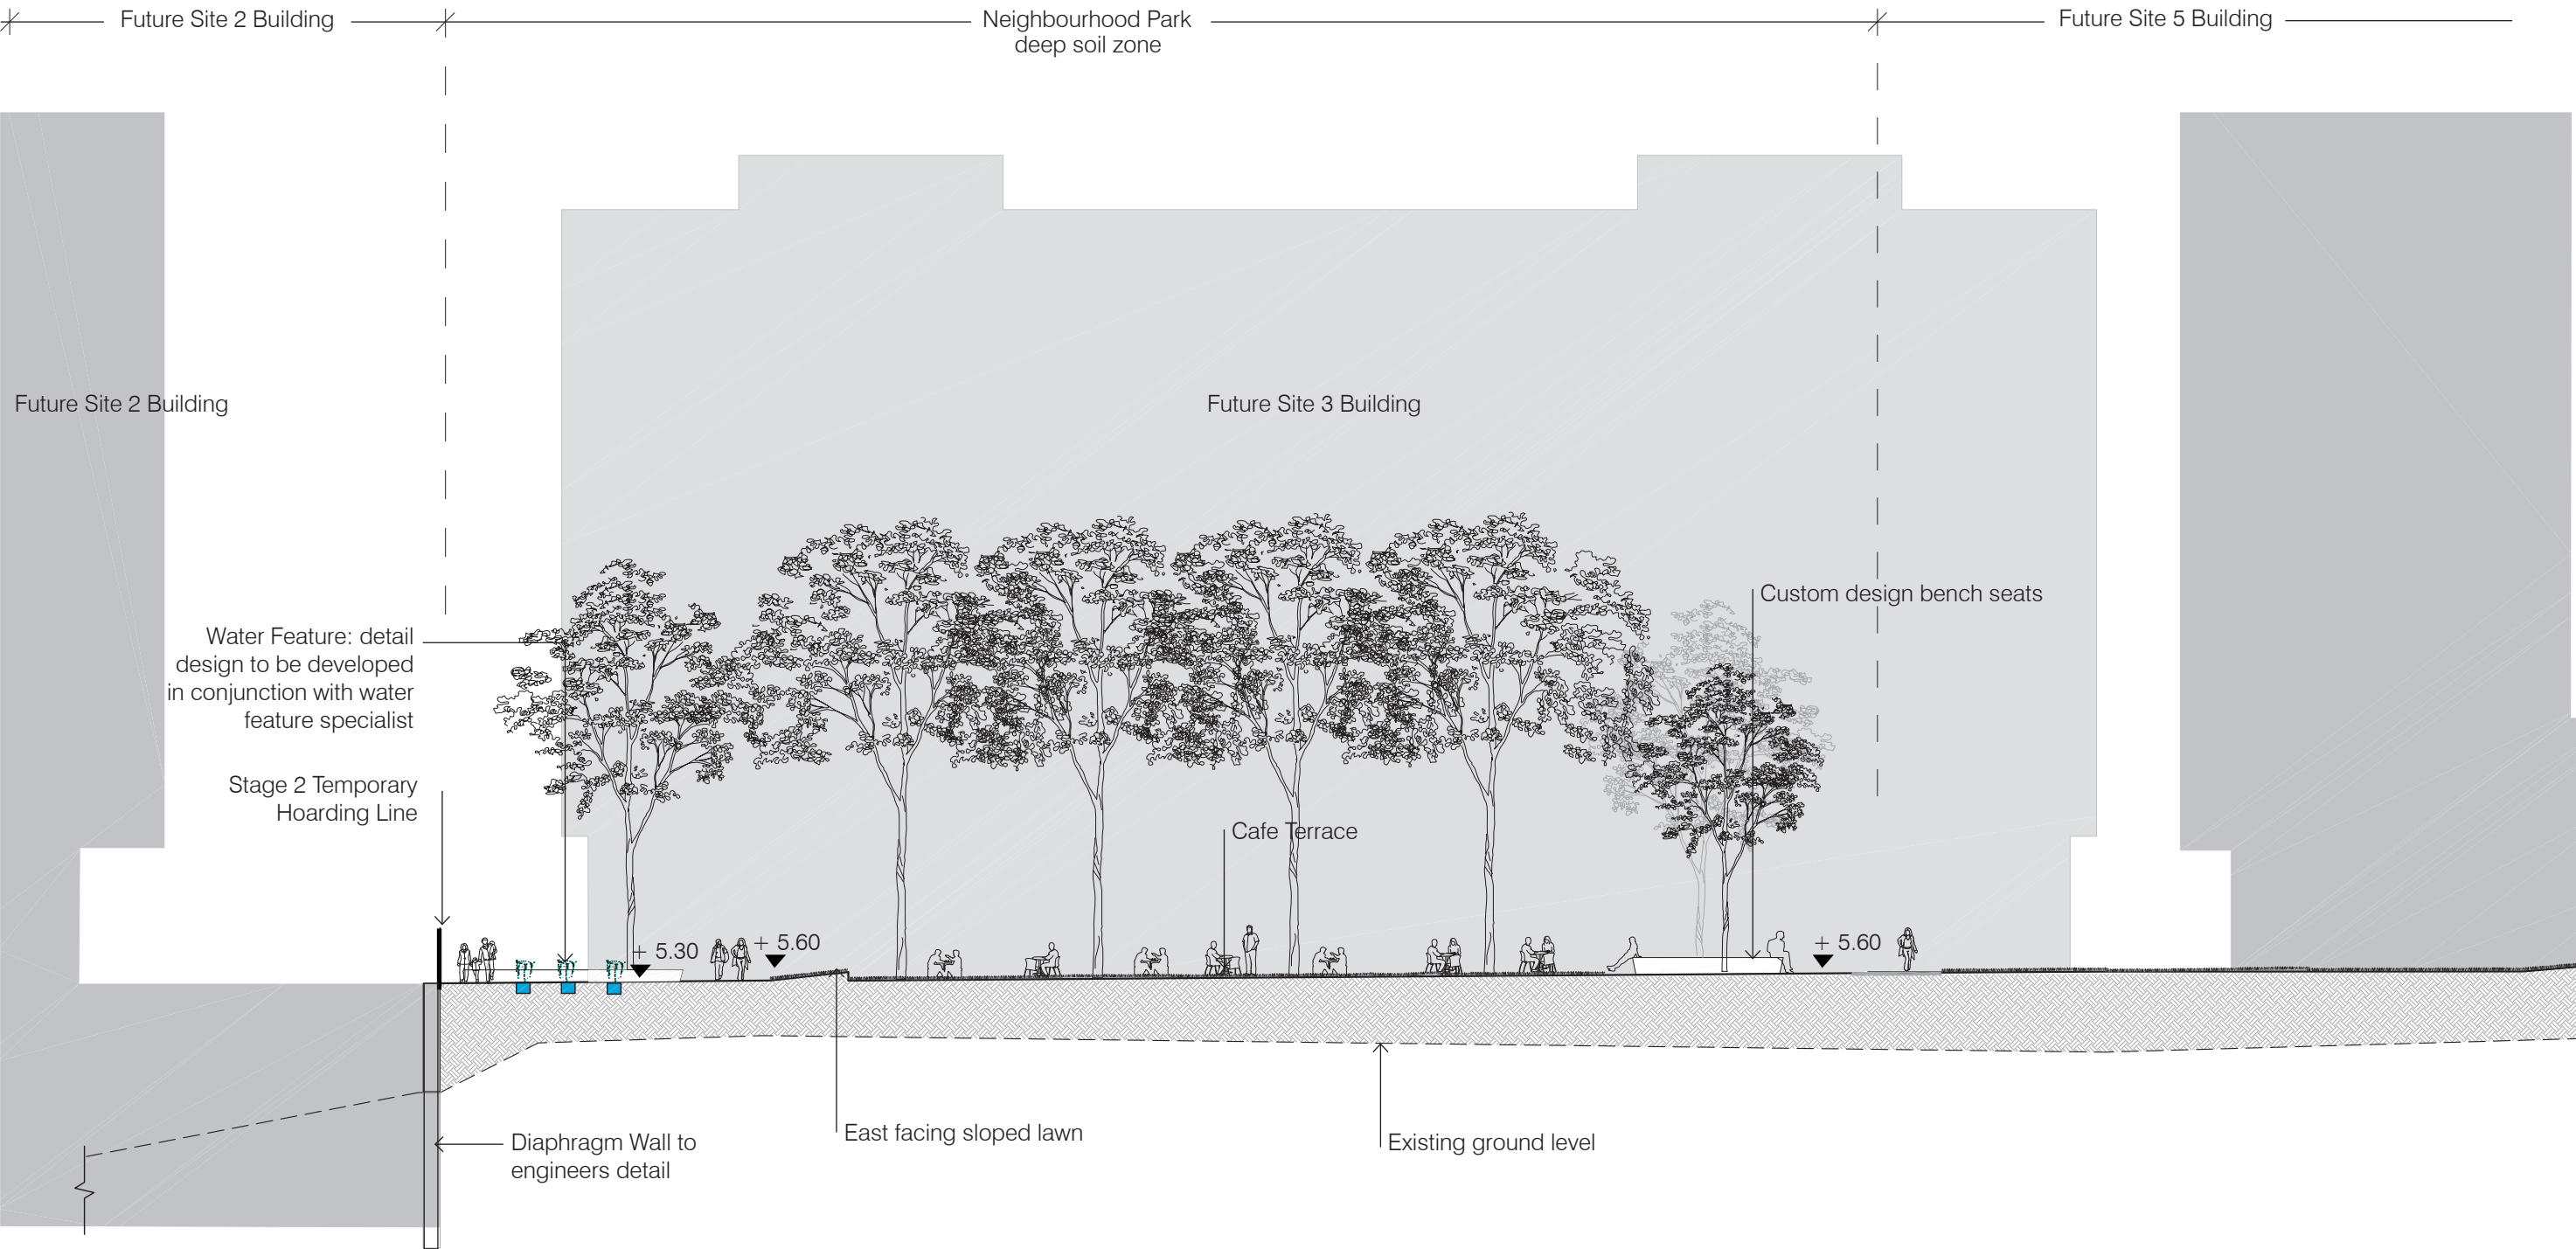 Future Site 2 Building
Neighbourhood Park
deep soil zone
Future Site 5 Building
Future Site 2 Building
Future Site 3 Building
Custom design bench seats
Water Feature: detail
design to be developed
in conjunction with water
feature specialist
Stage 2 Temporary
Hoarding Line
Cafe Terrace
+ 5.30
+ 5.60
+ 5.60
Diaphragm Wall to
engineers detail
East facing sloped lawn
Existing ground level